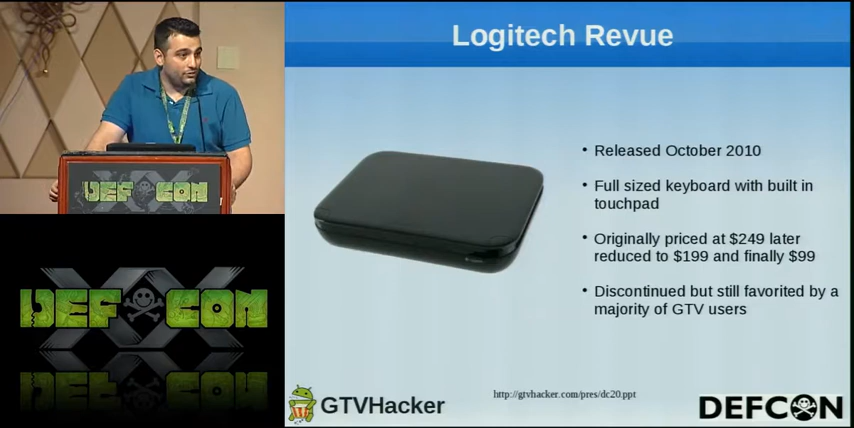 Logitech Revue
• Released October 2010
• Full sized keyboard with built in
touchpad
• Originally priced at $249 later
reduced to $199 and finally $99
• Discontinued but still favorited by a
majority of GTV users
DEF CON
XX
DEF CON
GTVHacker
http://gtvhacker.com/pres/dc20.ppt
DEFCON